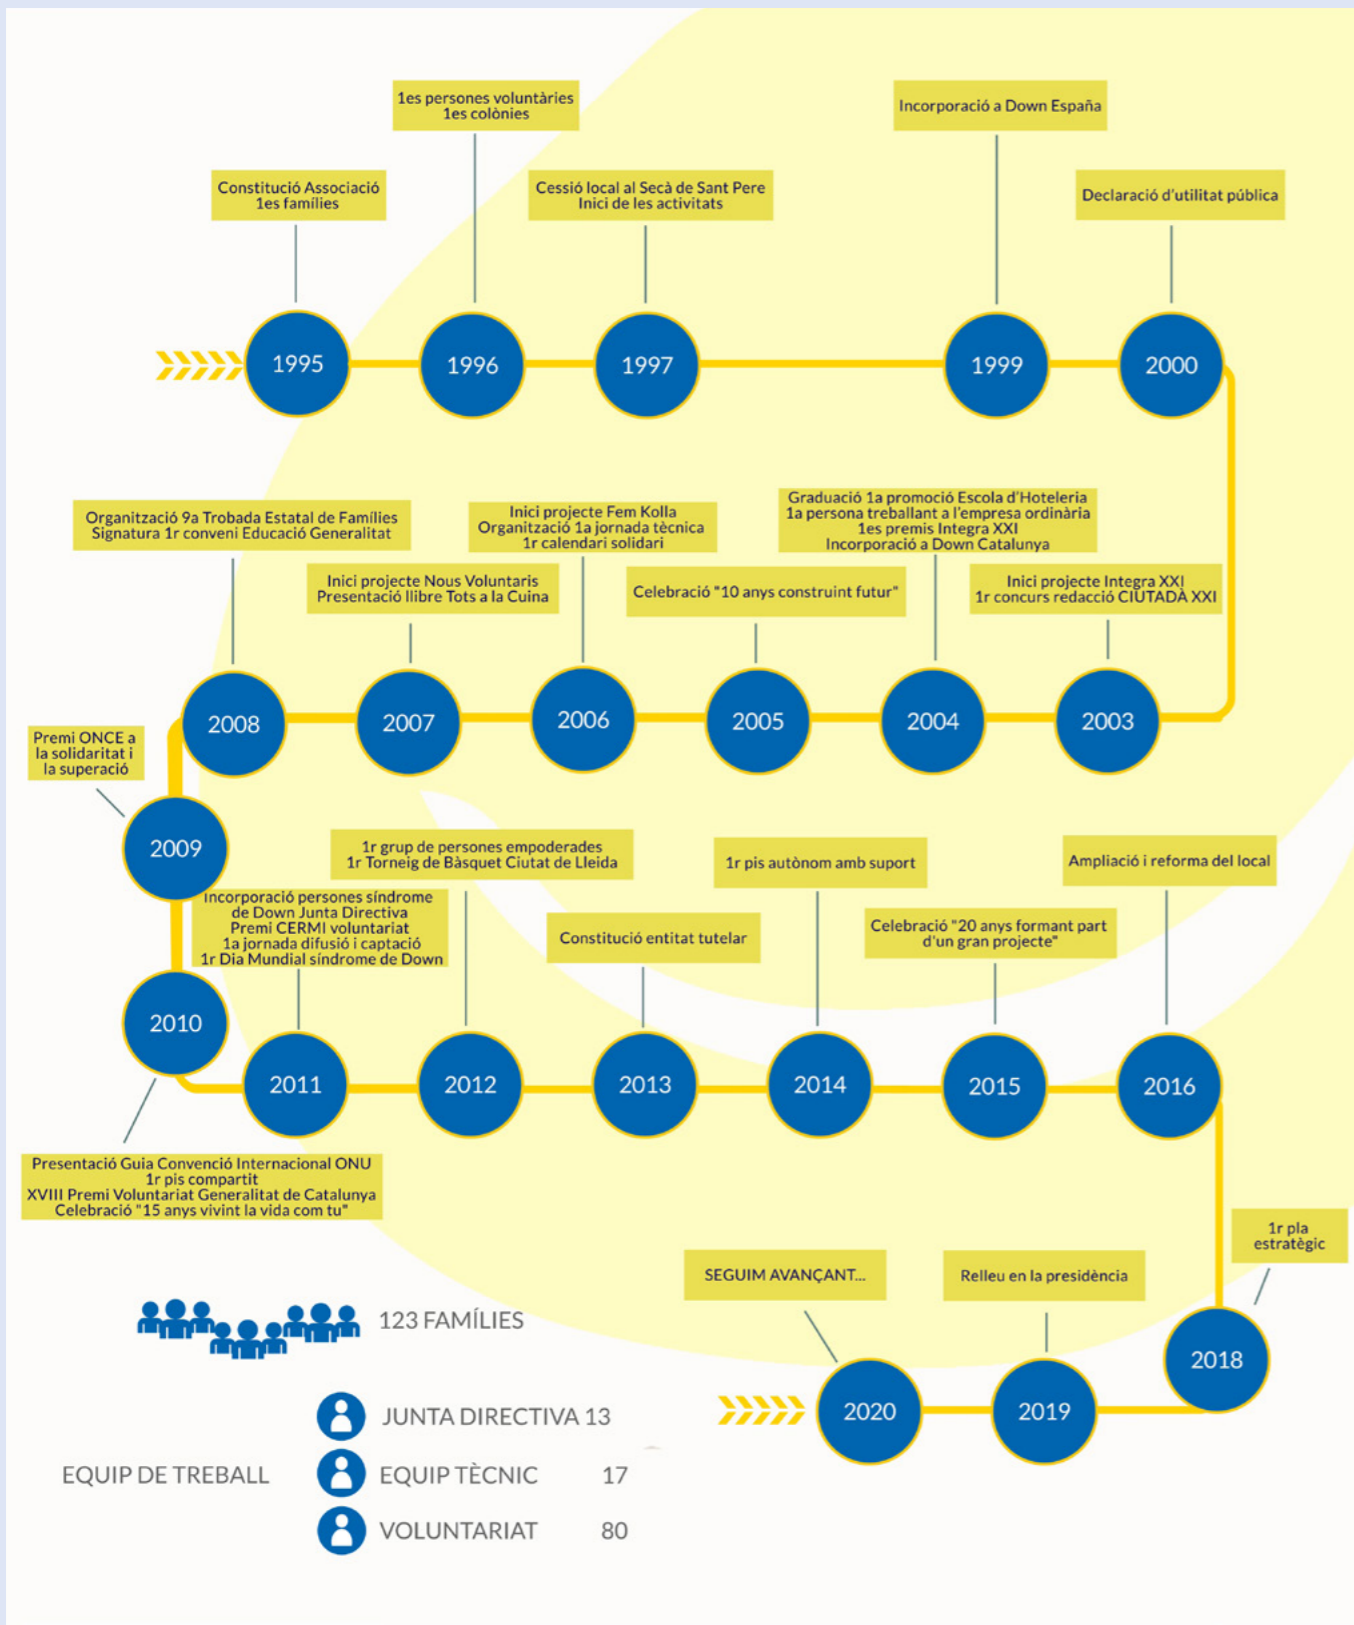 Constitució Associació
1es famílies
1995
1es persones voluntàries
1es colònies
1996
Cessió local al Secà de Sant Pere
Inici de les activitats
1997
Incorporació a Down España
1999
Declaració d'utilitat pública
2000
Inici projecte Integra XXI
1r concurs redacció CIUTADÀ XXI
2003
Graduació 1a promoció Escola d'Hoteleria
1a persona treballant a l'empresa ordinària
1es premis Integra XXI
Incorporació a Down Catalunya
2004
Celebració "10 anys construint futur"
2005
Inici projecte Fem Kolla
Organització 1a jornada tècnica
1r calendari solidari
2006
Inici projecte Nous Voluntaris
Presentació llibre Tots a la Cuina
2007
Organització 9a Trobada Estatal de Famílies
Signatura 1r conveni Educació Generalitat
2008
Premi ONCE a
la solidaritat i
la superació
2009
2010
Presentació Guia Convenció Internacional ONU
1r pis compartit
XVIII Premi Voluntariat Generalitat de Catalunya
Celebració "15 anys vivint la vida com tu"
Incorporació persones síndrome
de Down Junta Directiva
Premi CERMI voluntariat
1a jornada difusió i captació
1r Dia Mundial síndrome de Down
2011
1r grup de persones empoderades
1r Torneig de Bàsquet Ciutat de Lleida
2012
Constitució entitat tutelar
2013
1r pis autònom amb suport
2014
Celebració "20 anys formant part
d'un gran projecte"
2015
Ampliació i reforma del local
2016
1r pla
estratègic
2018
Relleu en la presidència
2019
SEGUIM AVANÇANT...
2020
123 FAMÍLIES
EQUIP DE TREBALL
JUNTA DIRECTIVA 13
EQUIP TÈCNIC 17
VOLUNTARIAT 80